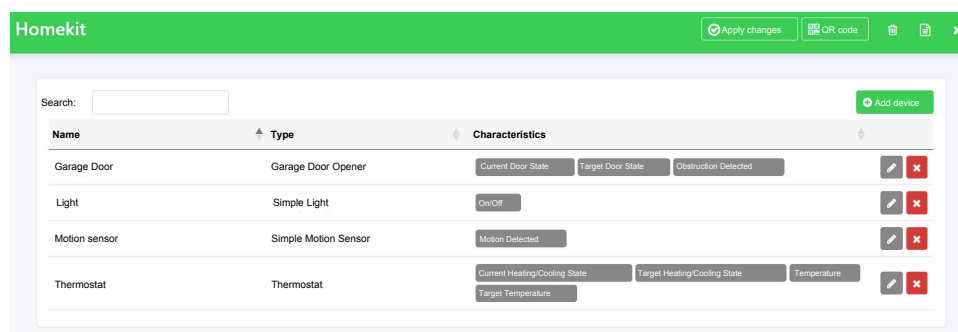 Homekit
Apply changes
QR code
Search:
Add device
Name Type Characteristics
Garage Door Garage Door Opener Current Door State Target Door State Obstruction Detected
Light Simple Light On/Off
Motion sensor Simple Motion Sensor Motion Detected
Thermostat Thermostat Current Heating/Cooling State Target Heating/Cooling State Temperature
Target Temperature